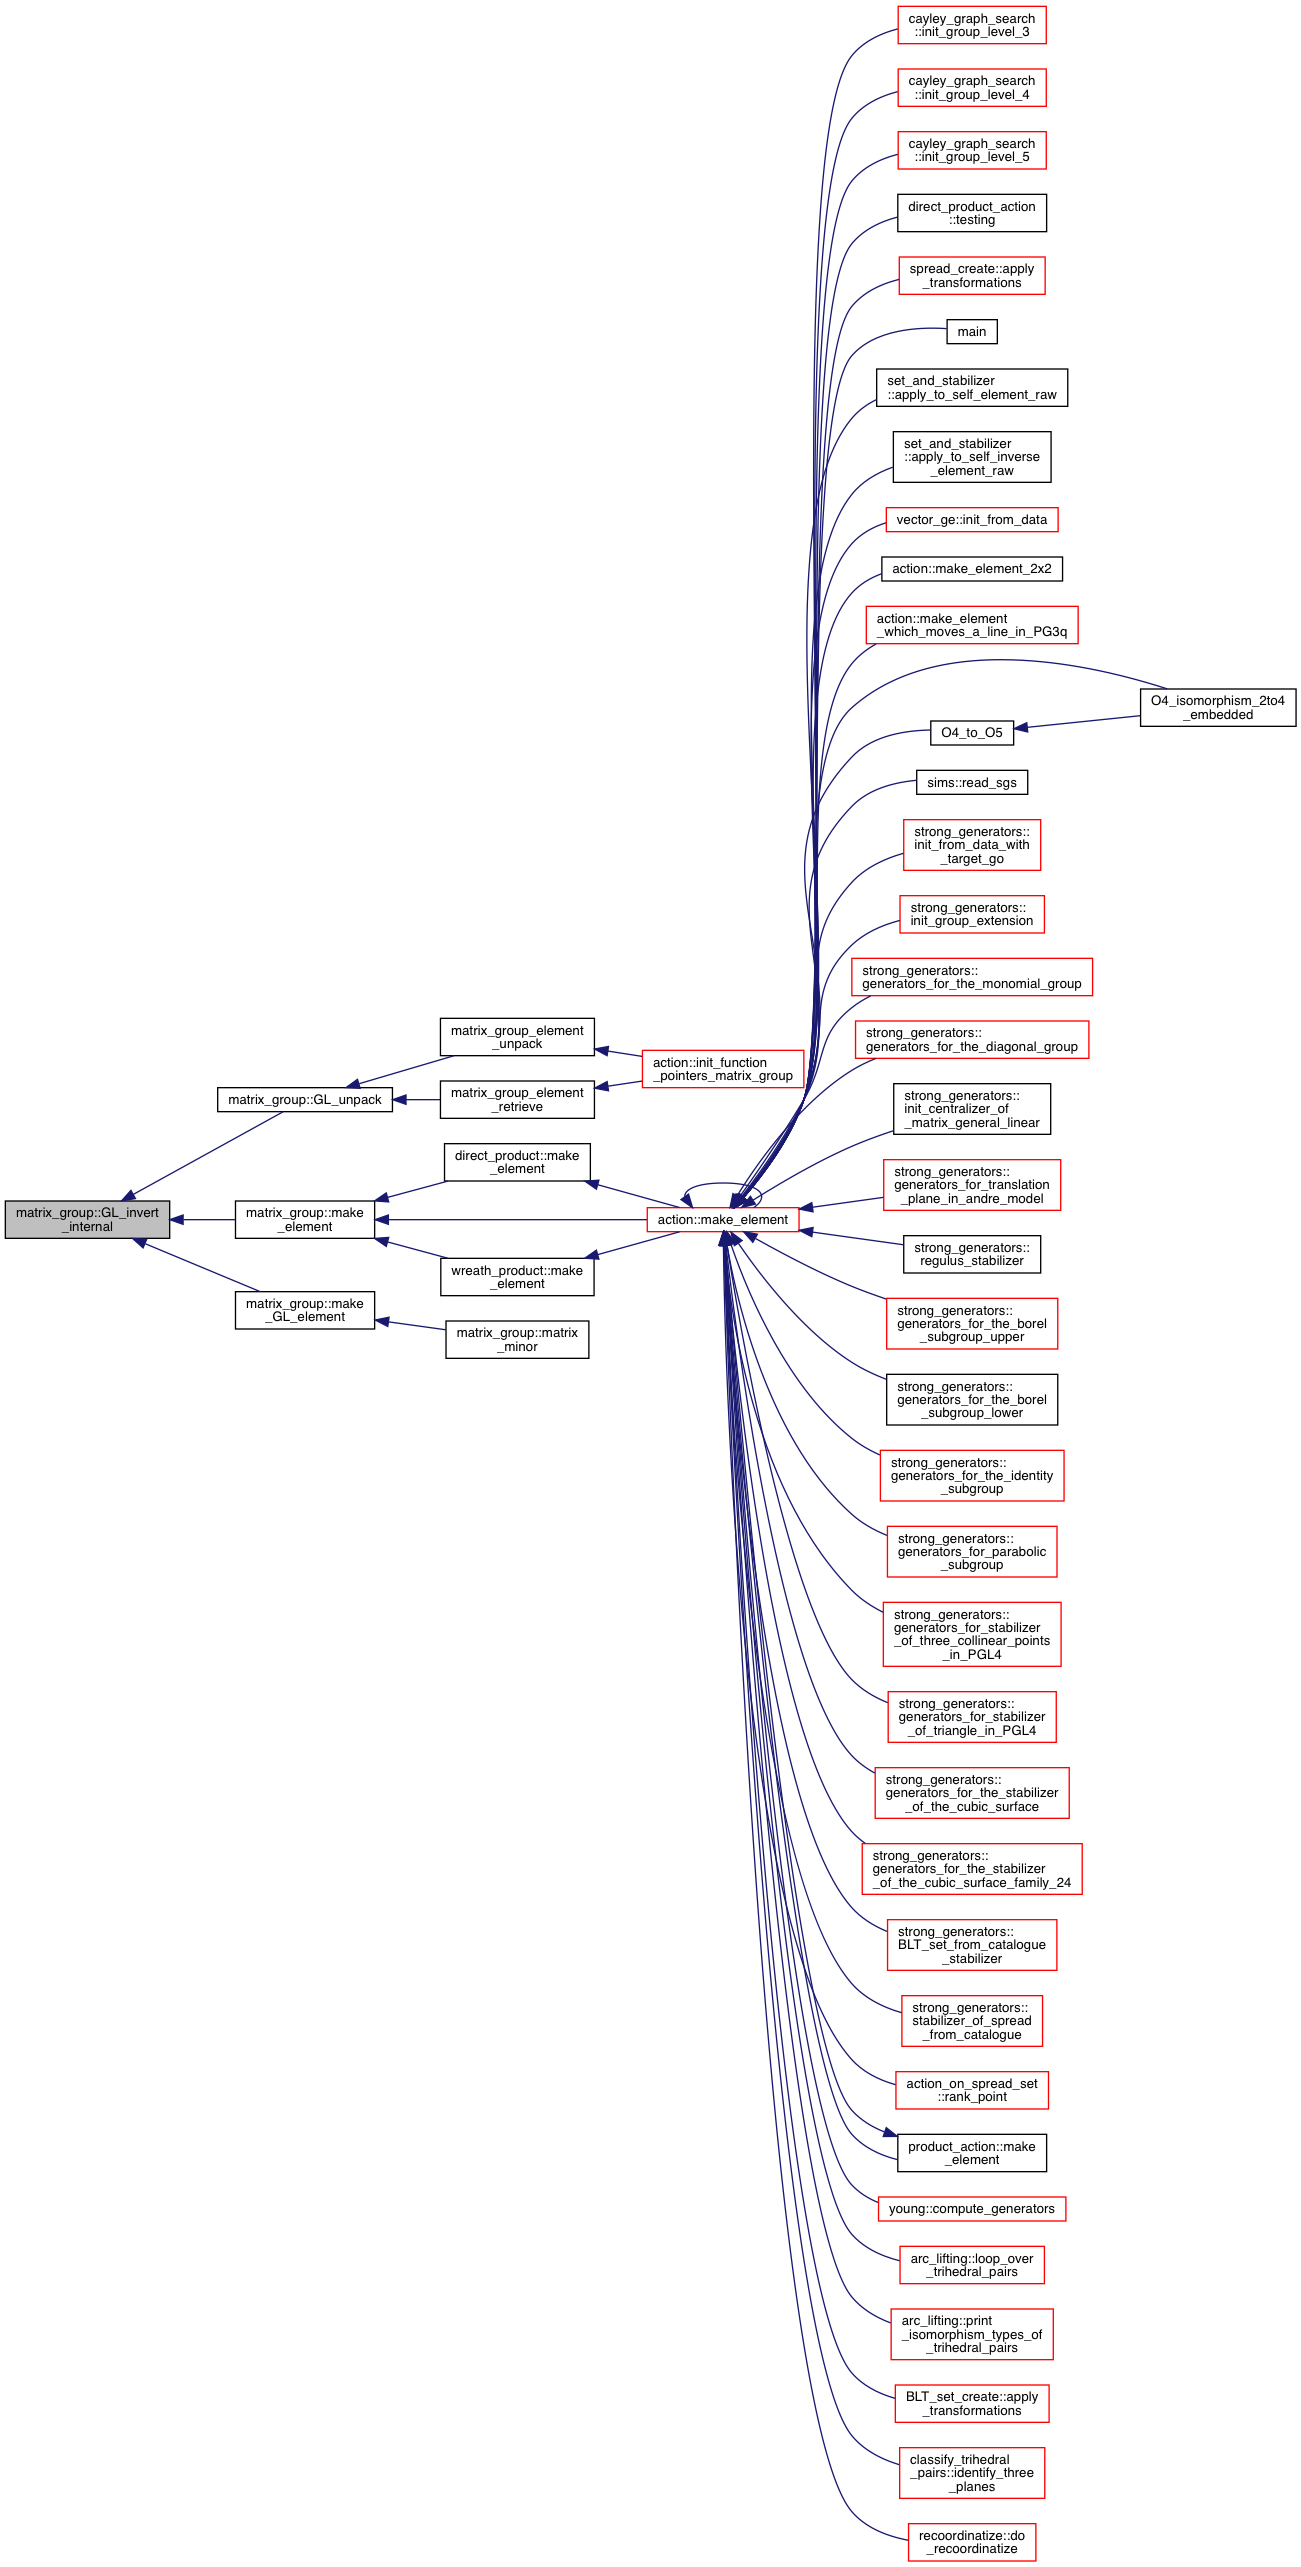 cayley_graph_search
::init_group_level_3
cayley_graph_search
::init_group_level_4
cayley_graph_search
::init_group_level_5
direct_product_action
::testing
spread_create::apply
_transformations
main
set_and_stabilizer
::apply_to_self_element_raw
set_and_stabilizer
::apply_to_self_inverse
_element_raw
vector_ge::init_from_data
action::make_element_2x2
action::make_element
_which_moves_a_line_in_PG3q
O4_isomorphism_2to4
_embedded
O4_to_O5
sims::read_sgs
strong_generators::
init_from_data_with
_target_go
strong_generators::
init_group_extension
strong_generators::
generators_for_the_monomial_group
strong_generators::
generators_for_the_diagonal_group
matrix_group_element
_unpack
action::init_function
_pointers_matrix_group
matrix_group::GL_unpack
matrix_group_element
_retrieve
strong_generators::
init_centralizer_of
_matrix_general_linear
direct_product::make
_element
strong_generators::
generators_for_translation
_plane_in_andre_model
matrix_group::GL_invert
_internal
matrix_group::make
_element
action::make_element
strong_generators::
regulus_stabilizer
wreath_product::make
_element
matrix_group::make
_GL_element
matrix_group::matrix
_minor
strong_generators::
generators_for_the_borel
_subgroup_upper
strong_generators::
generators_for_the_borel
_subgroup_lower
strong_generators::
generators_for_the_identity
_subgroup
strong_generators::
generators_for_parabolic
_subgroup
strong_generators::
generators_for_stabilizer
_of_three_collinear_points
_in_PGL4
strong_generators::
generators_for_stabilizer
_of_triangle_in_PGL4
strong_generators::
generators_for_the_stabilizer
_of_the_cubic_surface
strong_generators::
generators_for_the_stabilizer
_of_the_cubic_surface_family_24
strong_generators::
BLT_set_from_catalogue
_stabilizer
strong_generators::
stabilizer_of_spread
_from_catalogue
action_on_spread_set
::rank_point
product_action::make
_element
young::compute_generators
arc_lifting::loop_over
_trihedral_pairs
arc_lifting::print
_isomorphism_types_of
_trihedral_pairs
BLT_set_create::apply
_transformations
classify_trihedral
_pairs::identify_three
_planes
recoordinatize::do
_recoordinatize